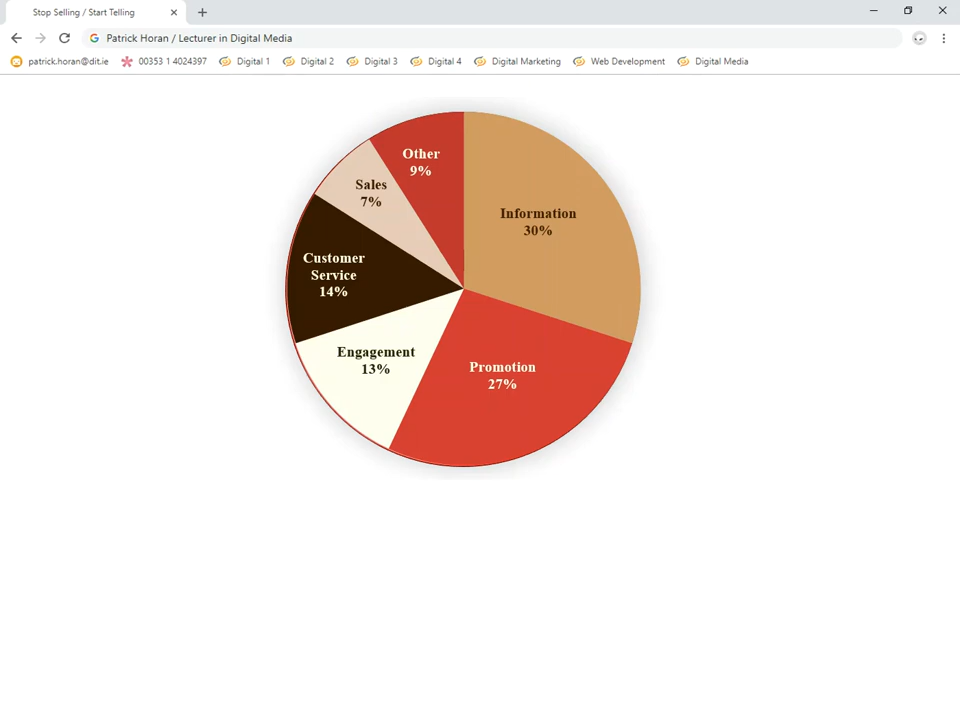 Stop Selling / Start Telling
Patrick Horan / Lecturer in Digital Media
patrick.horan@dit.ie 00353 1 4024397 Digital 1 Digital 2 Digital 3 Digital 4 Digital Marketing Web Development Digital Media
Other
9%
Sales
7%
Information
30%
Customer
Service
14%
Engagement
13%
Promotion
27%